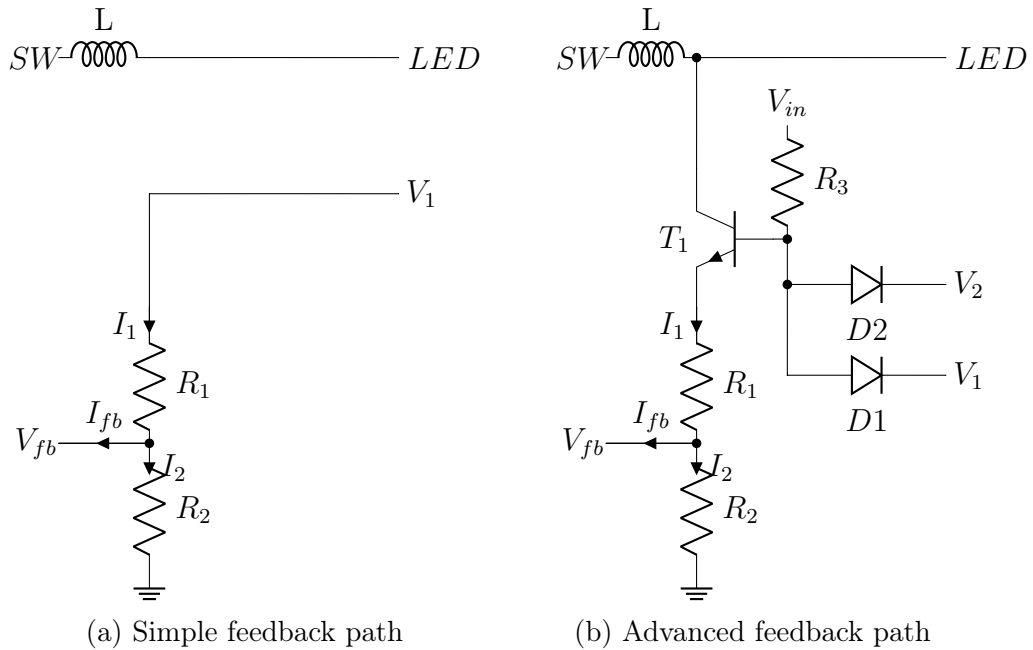 L
SW
LED
V1
I1
R1
Ifb
Vfb
I2
R2
(a) Simple feedback path
L
SW
LED
Vin
R3
T1
V2
D2
I1
V1
R1
D1
Ifb
Vfb
I2
R2
(b) Advanced feedback path